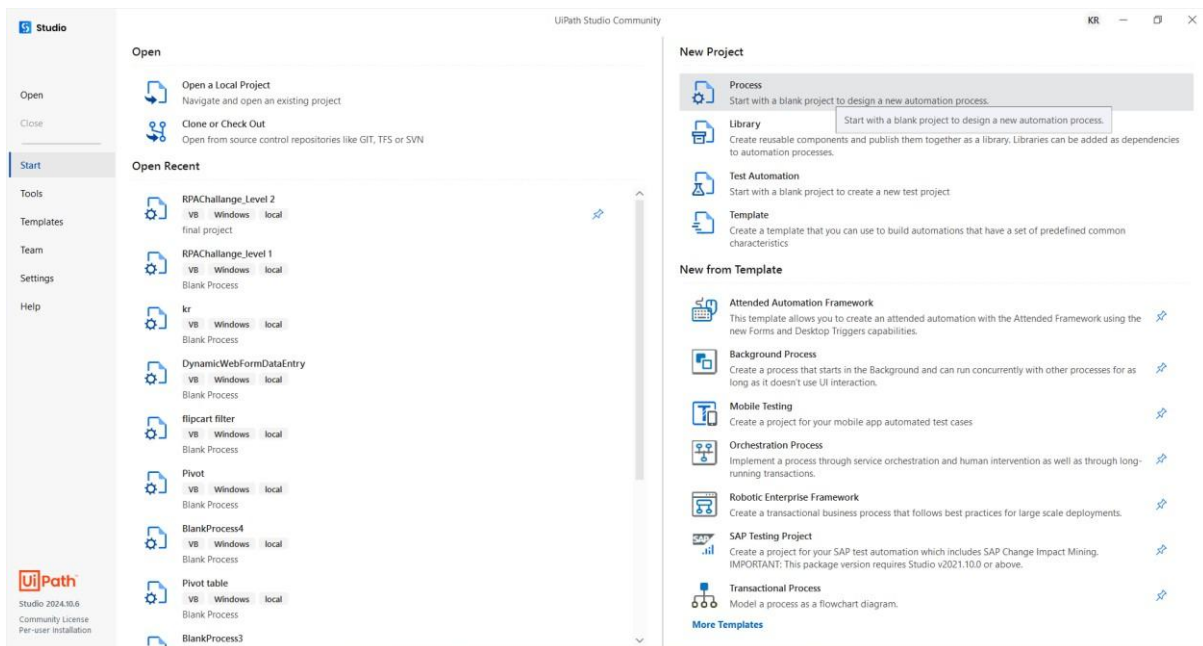 Studio
UiPath Studio Community
KR
Open
Close
Start
Tools
Templates
Team
Settings
Help
UiPath
Studio 2024.10.6
Community License
Per-user Installation
Open
Open a Local Project
Navigate and open an existing project
Clone or Check Out
Open from source control repositories like GIT, TFS or SVN
Open Recent
RPAChallange_Level 2
VB Windows local
final project
RPAChallange_level 1
VB Windows local
Blank Process
kr
VB Windows local
Blank Process
DynamicWebFormDataEntry
VB Windows local
Blank Process
flipcart filter
VB Windows local
Blank Process
Pivot
VB Windows local
Blank Process
BlankProcess4
VB Windows local
Blank Process
Pivot table
VB Windows local
Blank Process
BlankProcess3
New Project
Process
Start with a blank project to design a new automation process.
Start with a blank project to design a new automation process.
Library
Create reusable components and publish them together as a library. Libraries can be added as dependencies
to automation processes.
Test Automation
Start with a blank project to create a new test project
Template
Create a template that you can use to build automations that have a set of predefined common
characteristics
New from Template
Attended Automation Framework
This template allows you to create an attended automation with the Attended Framework using the
new Forms and Desktop Triggers capabilities.
Background Process
Create a process that starts in the Background and can run concurrently with other processes for as
long as it doesn't use UI interaction.
Mobile Testing
Create a project for your mobile app automated test cases
Orchestration Process
Implement a process through service orchestration and human intervention as well as through long-
running transactions.
Robotic Enterprise Framework
Create a transactional business process that follows best practices for large scale deployments.
SAP
SAP Testing Project
Create a project for your SAP test automation which includes SAP Change Impact Mining.
IMPORTANT: This package version requires Studio v2021.10.0 or above.
Transactional Process
Model a process as a flowchart diagram.
More Templates